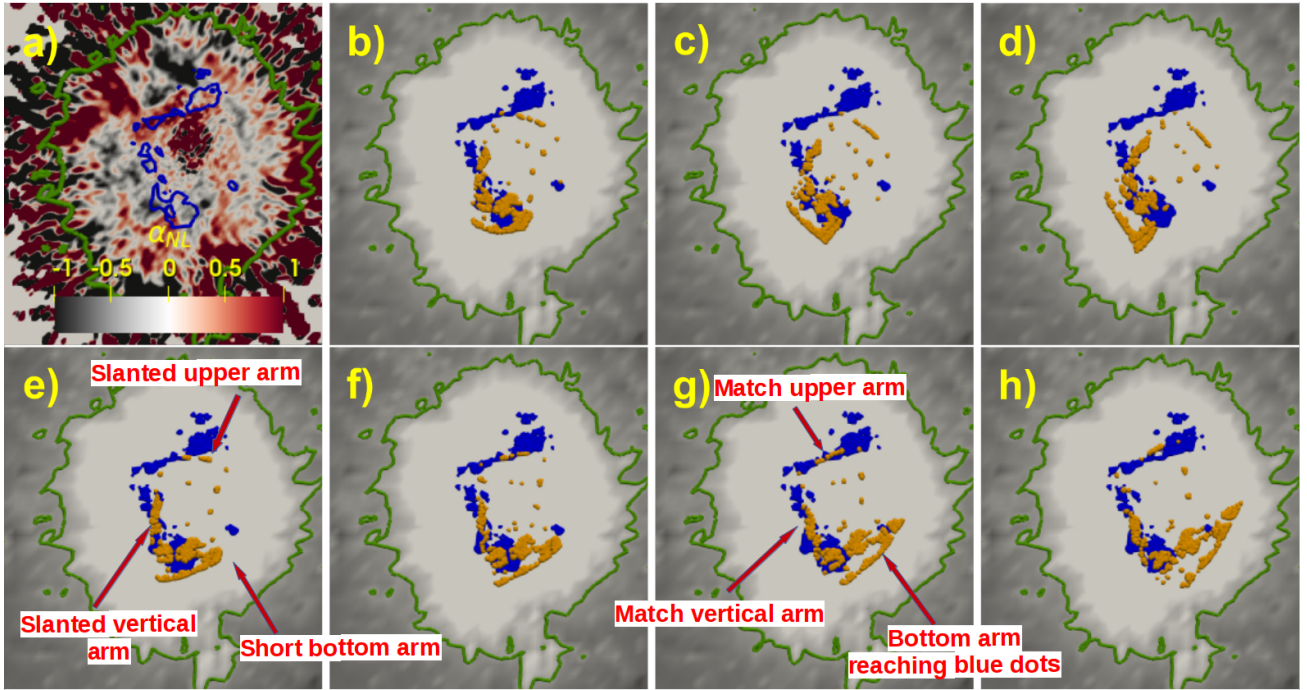 a)
b)
c)
d)
α_NL
-1 -0.5 0 0.5 1
e)
f)
g)
h)
Slanted upper arm
Match upper arm
Slanted vertical
arm
Short bottom arm
Match vertical arm
Bottom arm
reaching blue dots